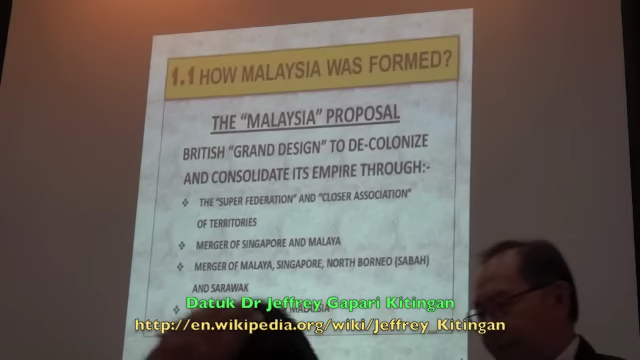 1.1 HOW MALAYSIA WAS FORMED?
THE "MALAYSIA" PROPOSAL
BRITISH "GRAND DESIGN" TO DE-COLONIZE
AND CONSOLIDATE ITS EMPIRE THROUGH:-
❖ THE "SUPER FEDERATION" AND "CLOSER ASSOCIATION"
OF TERRITORIES
❖ MERGER OF SINGAPORE AND MALAYA
❖ MERGER OF MALAYA, SINGAPORE, NORTH BORNEO (SABAH)
AND SARAWAK
MALAYSIA
Datuk Dr Jeffrey Gapari Kitingan
http://en.wikipedia.org/wiki/Jeffrey_Kitingan